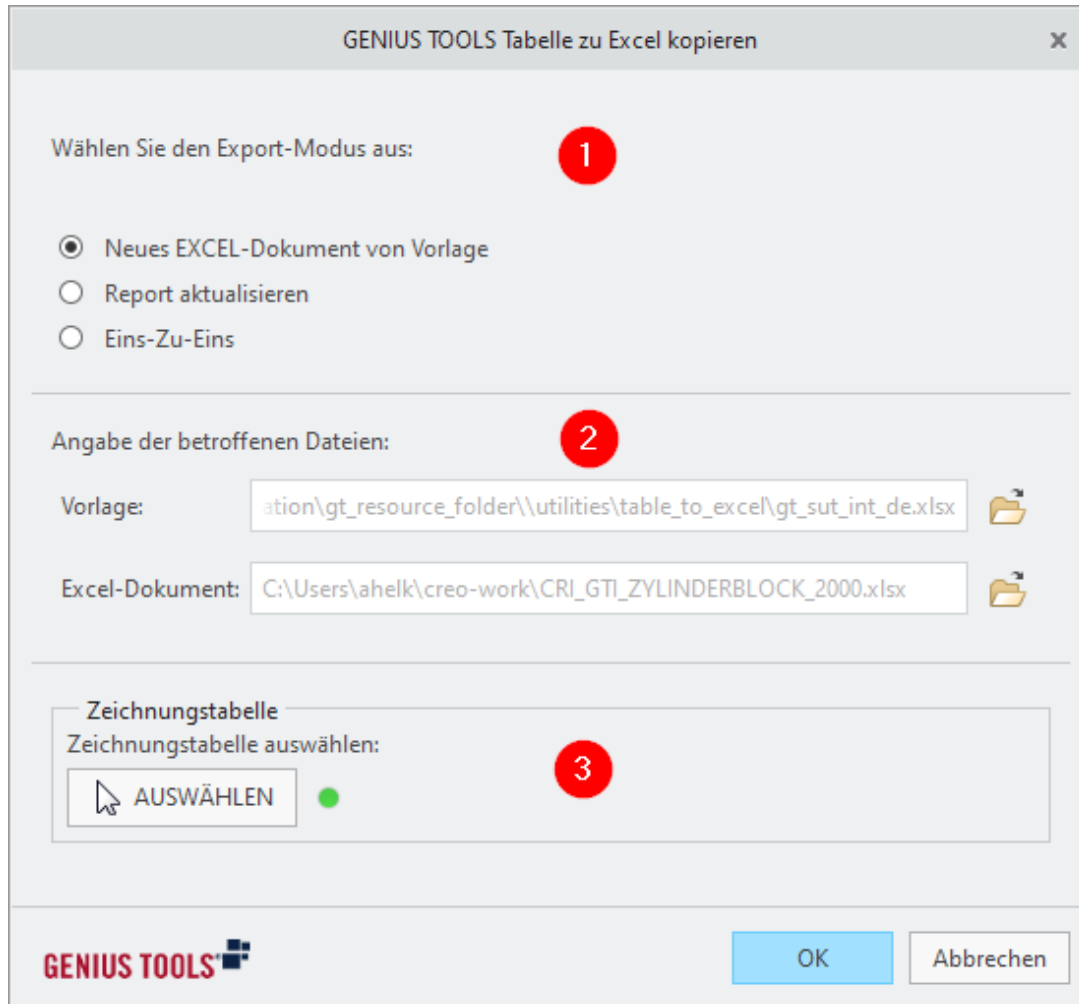 GENIUS TOOLS Tabelle zu Excel kopieren
Wählen Sie den Export-Modus aus:
1
Neues EXCEL-Dokument von Vorlage
Report aktualisieren
Eins-Zu-Eins
Angabe der betroffenen Dateien:
2
Vorlage: ation\gt_resource_folder\\utilities\table_to_excel\gt_sut_int_de.xlsx
Excel-Dokument: C:\Users\ahelk\creo-work\CRI_GTI_ZYLINDERBLOCK_2000.xlsx
Zeichnungstabelle
Zeichnungstabelle auswählen:
3
AUSWÄHLEN
GENIUS TOOLS
OK Abbrechen